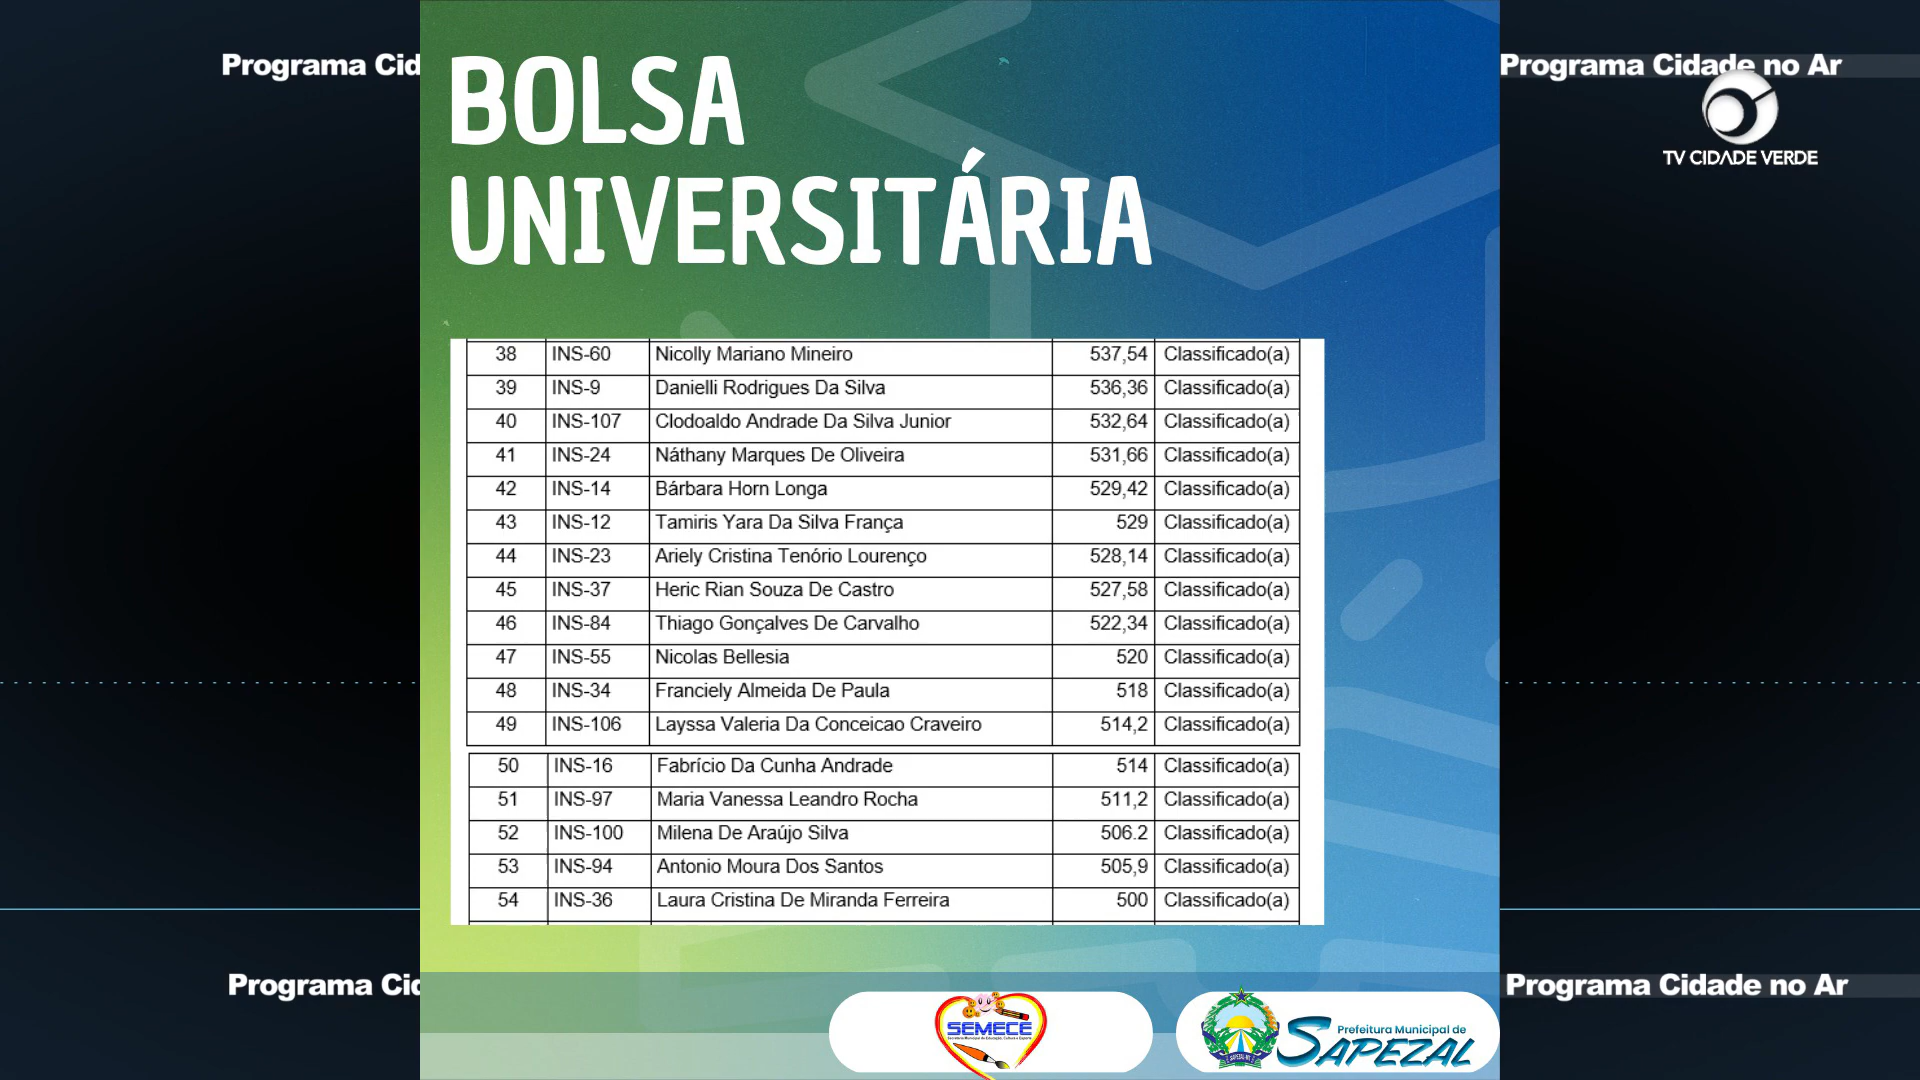 Programa Cid
Programa Cidade no Ar
TV CIDADE VERDE
BOLSA
UNIVERSITÁRIA
38 INS-60 Nicolly Mariano Mineiro 537,54 Classificado(a)
39 INS-9 Danielli Rodrigues Da Silva 536,36 Classificado(a)
40 INS-107 Clodoaldo Andrade Da Silva Junior 532,64 Classificado(a)
41 INS-24 Náthany Marques De Oliveira 531,66 Classificado(a)
42 INS-14 Bárbara Horn Longa 529,42 Classificado(a)
43 INS-12 Tamiris Yara Da Silva França 529 Classificado(a)
44 INS-23 Ariely Cristina Tenório Lourenço 528,14 Classificado(a)
45 INS-37 Heric Rian Souza De Castro 527,58 Classificado(a)
46 INS-84 Thiago Gonçalves De Carvalho 522,34 Classificado(a)
47 INS-55 Nicolas Bellesia 520 Classificado(a)
48 INS-34 Franciely Almeida De Paula 518 Classificado(a)
49 INS-106 Layssa Valeria Da Conceicao Craveiro 514,2 Classificado(a)
50 INS-16 Fabrício Da Cunha Andrade 514 Classificado(a)
51 INS-97 Maria Vanessa Leandro Rocha 511,2 Classificado(a)
52 INS-100 Milena De Araújo Silva 506.2 Classificado(a)
53 INS-94 Antonio Moura Dos Santos 505,9 Classificado(a)
54 INS-36 Laura Cristina De Miranda Ferreira 500 Classificado(a)
Programa Cid
Programa Cidade no Ar
SEMECE
Prefeitura Municipal de
SAPEZAL